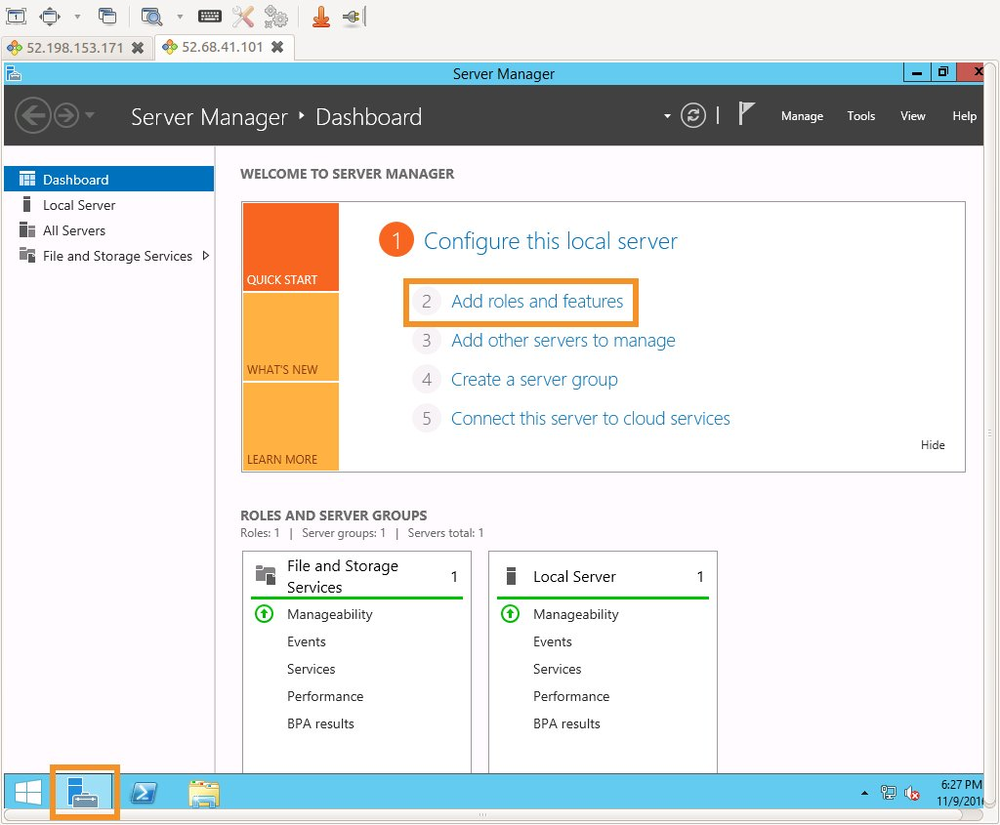 52.198.153.171
52.68.41.101
Server Manager
Server Manager
Dashboard
Manage
Tools
View
Help
Dashboard
Local Server
All Servers
File and Storage Services
WELCOME TO SERVER MANAGER
QUICK START
WHAT'S NEW
LEARN MORE
1 Configure this local server
2 Add roles and features
3 Add other servers to manage
4 Create a server group
5 Connect this server to cloud services
Hide
ROLES AND SERVER GROUPS
Roles: 1 | Server groups: 1 | Servers total: 1
File and Storage
Services
1
Manageability
Events
Services
Performance
BPA results
Local Server 1
Manageability
Events
Services
Performance
BPA results
6:27 PM
11/9/201